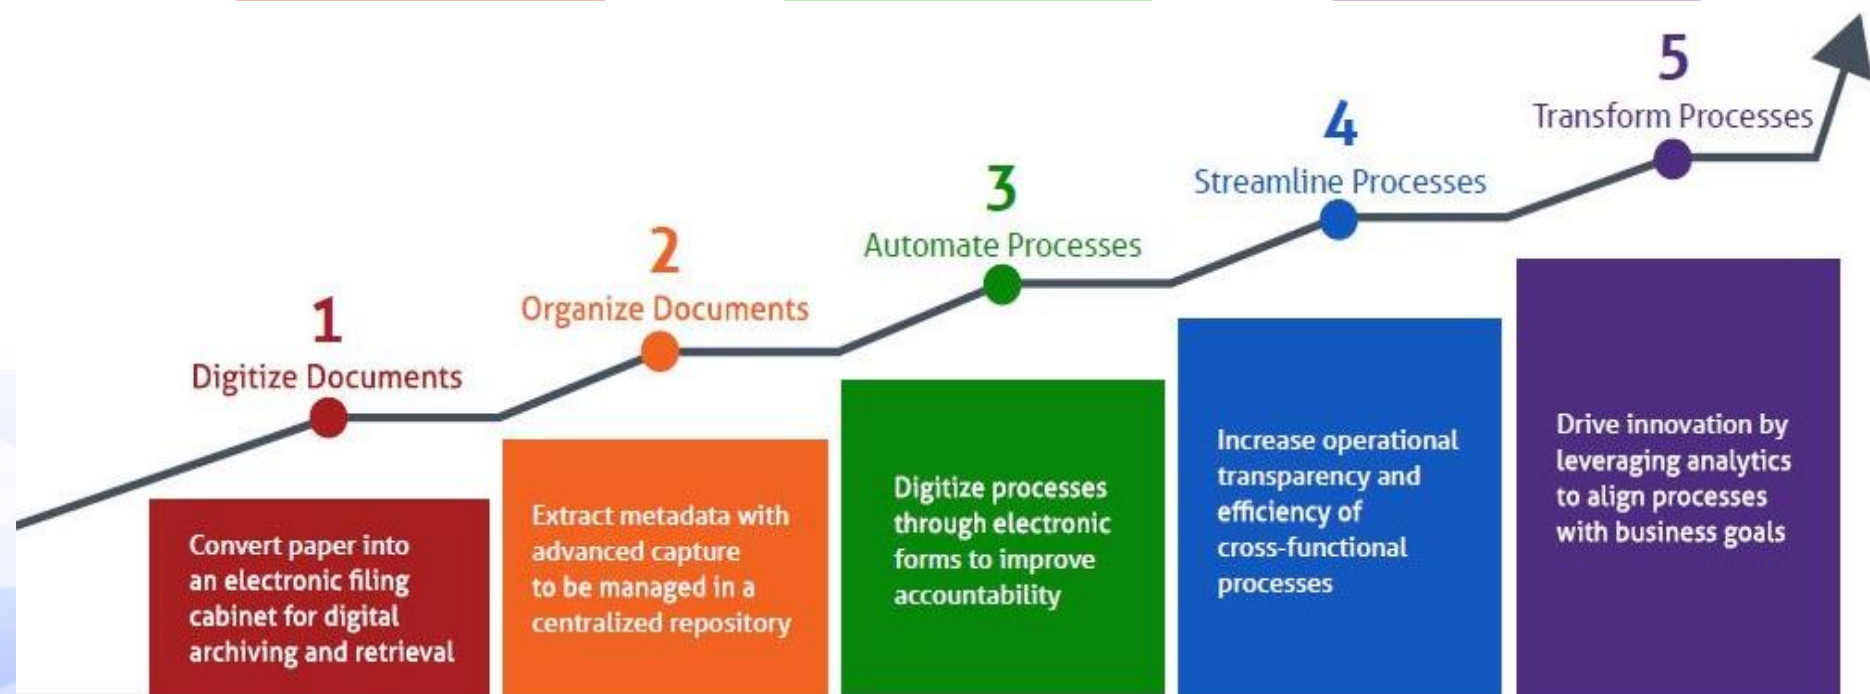 1
Digitize Documents
Convert paper into
an electronic filing
cabinet for digital
archiving and retrieval
2
Organize Documents
Extract metadata with
advanced capture
to be managed in a
centralized repository
3
Automate Processes
Digitize processes
through electronic
forms to improve
accountability
4
Streamline Processes
Increase operational
transparency and
efficiency of
cross-functional
processes
5
Transform Processes
Drive innovation by
leveraging analytics
to align processes
with business goals